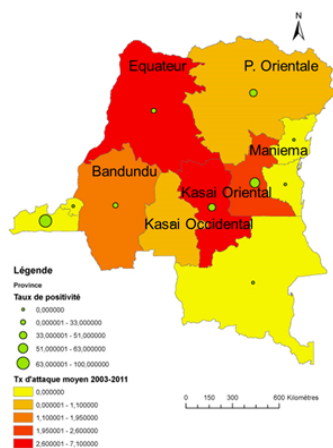 N
Equateur
P. Orientale
Maniema
Bandundu
Kasai Oriental
Kasai Occidental
Légende
Province
Taux de positivité
0,000000
0,000001 - 33,000000
33,000001 - 51,000000
51,000001 - 63,000000
63,000001 - 100,000000
Tx d'attaque moyen 2003-2011
0,000000
0,000001 - 1,100000
1,100001 - 1,950000
1,950001 - 2,600000
2,600001 - 7,100000
0 150 300 600 Kilomètres